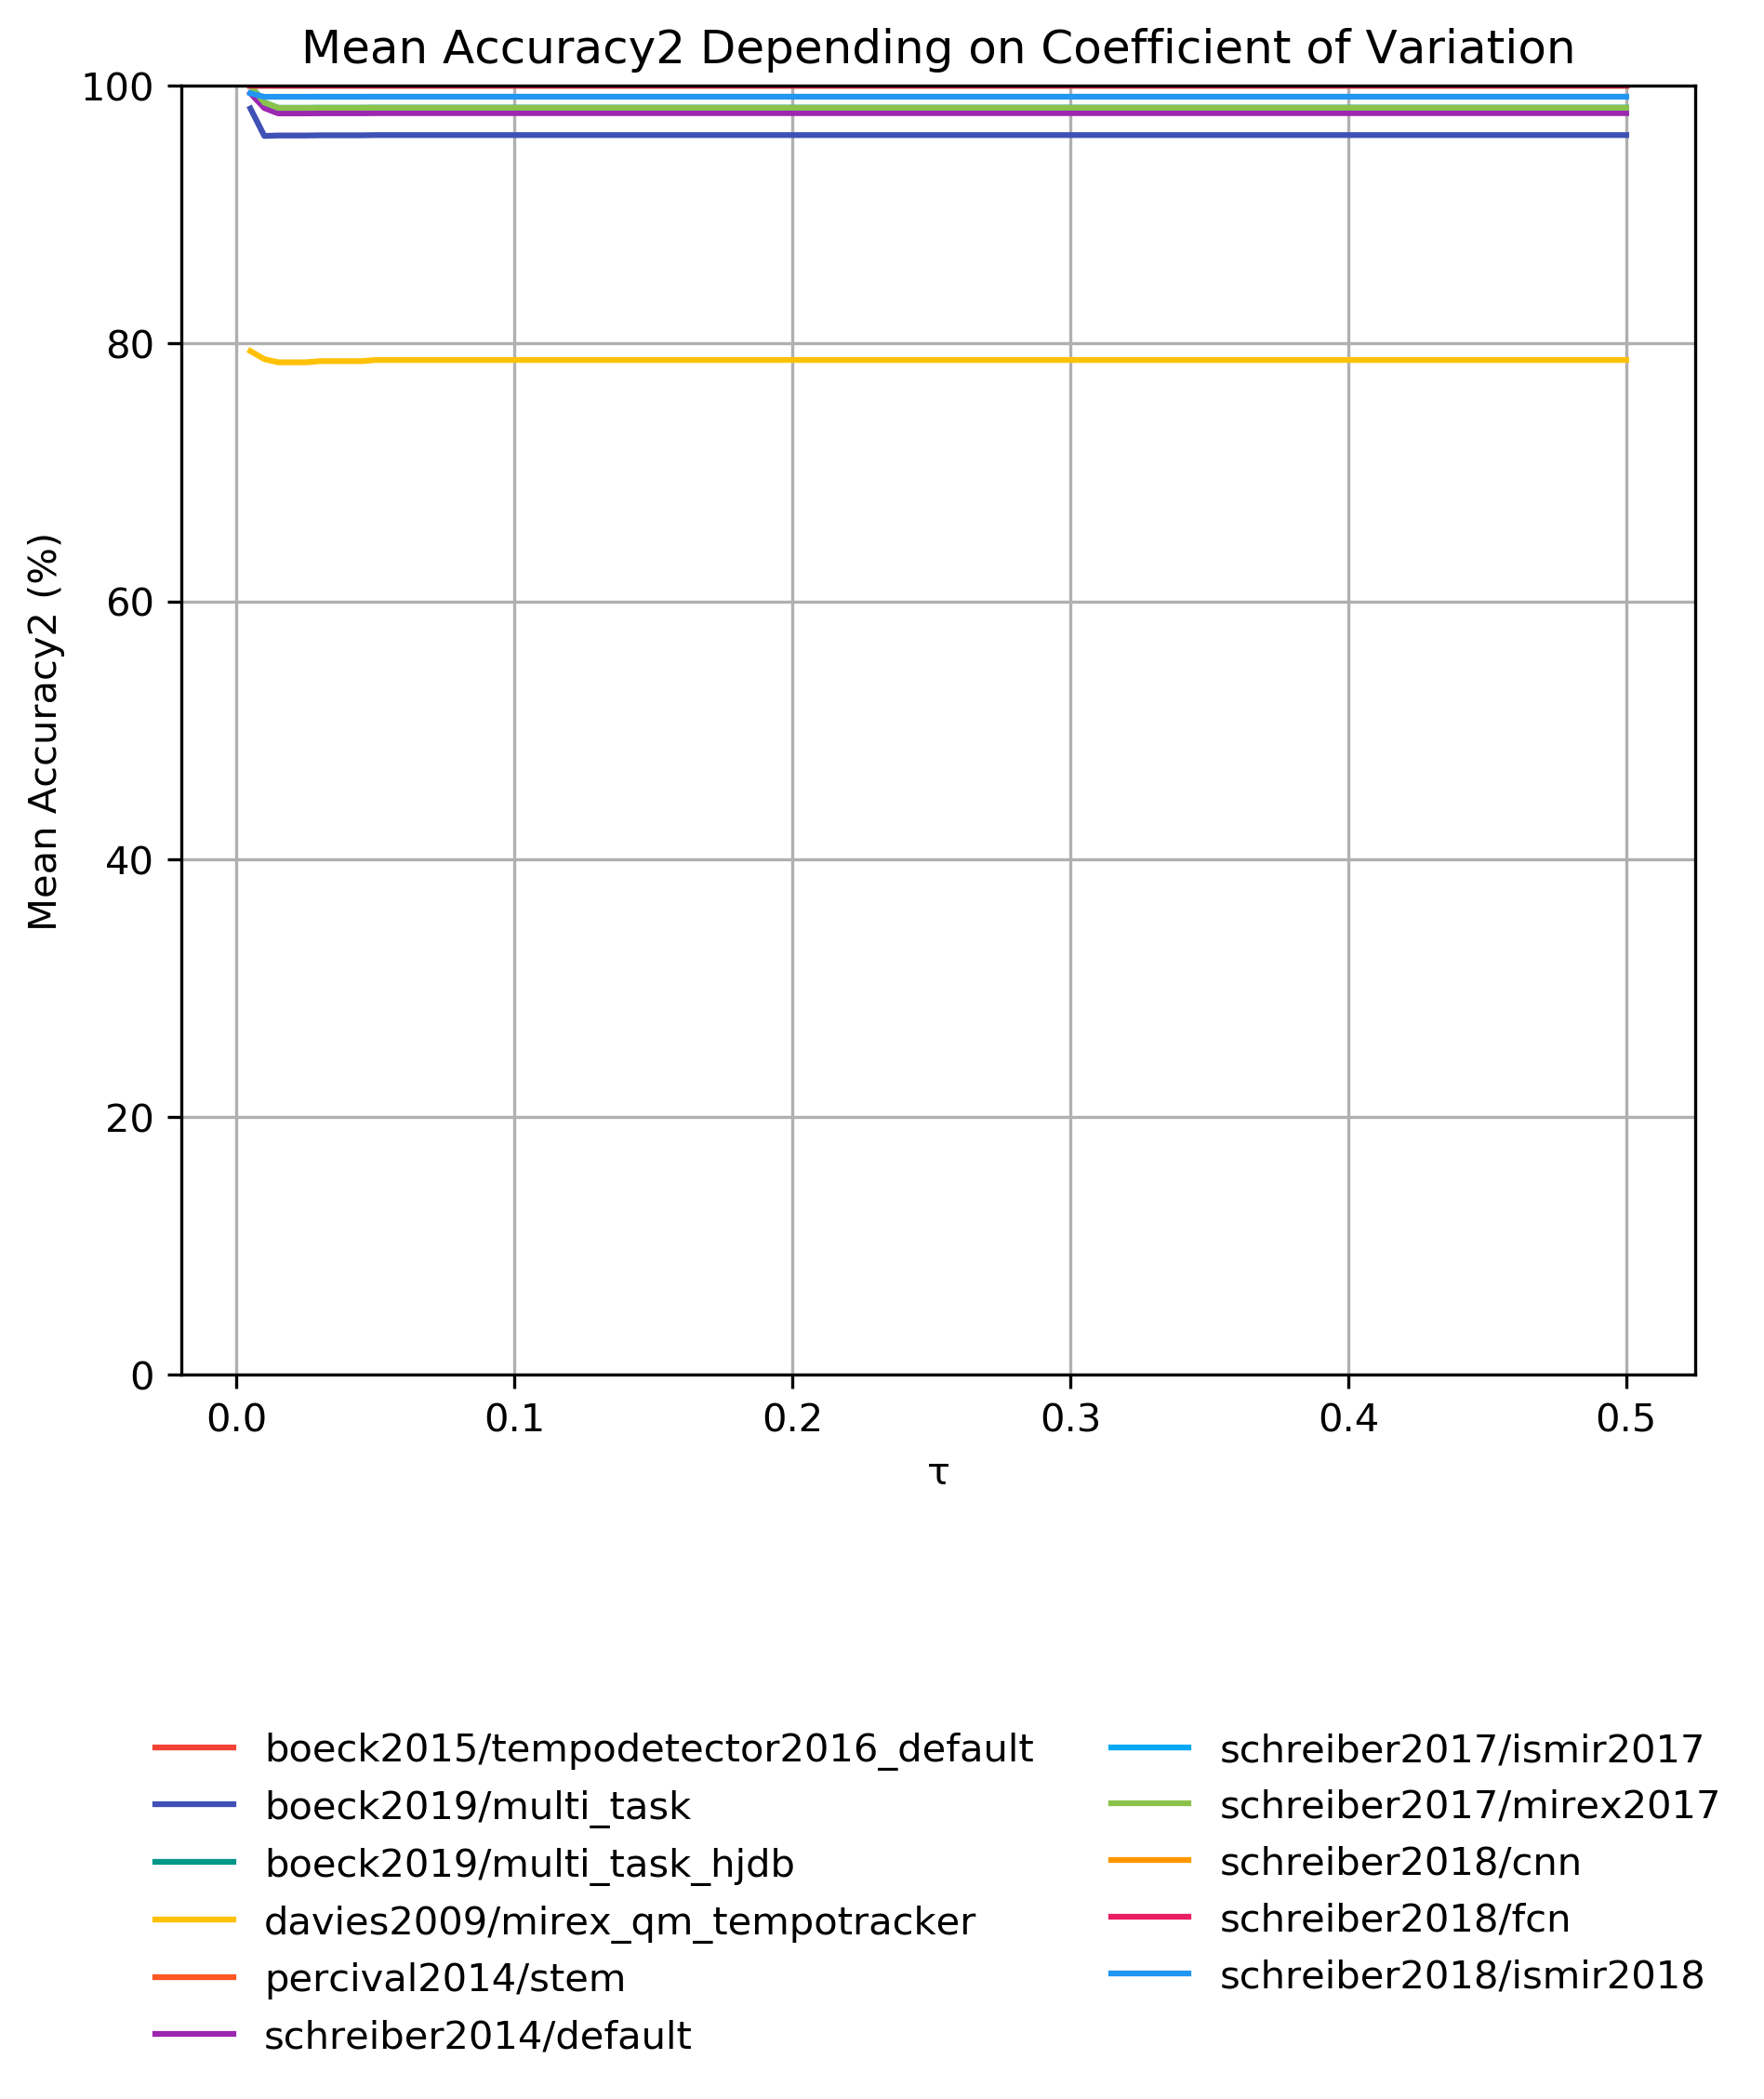 Mean Accuracy2 Depending on Coefficient of Variation
Mean Accuracy2 (%)
100
80
60
40
20
0
0.0 0.1 0.2 0.3 0.4 0.5
τ
boeck2015/tempodetector2016_default
boeck2019/multi_task
boeck2019/multi_task_hjdb
davies2009/mirex_qm_tempotracker
percival2014/stem
schreiber2014/default
schreiber2017/ismir2017
schreiber2017/mirex2017
schreiber2018/cnn
schreiber2018/fcn
schreiber2018/ismir2018